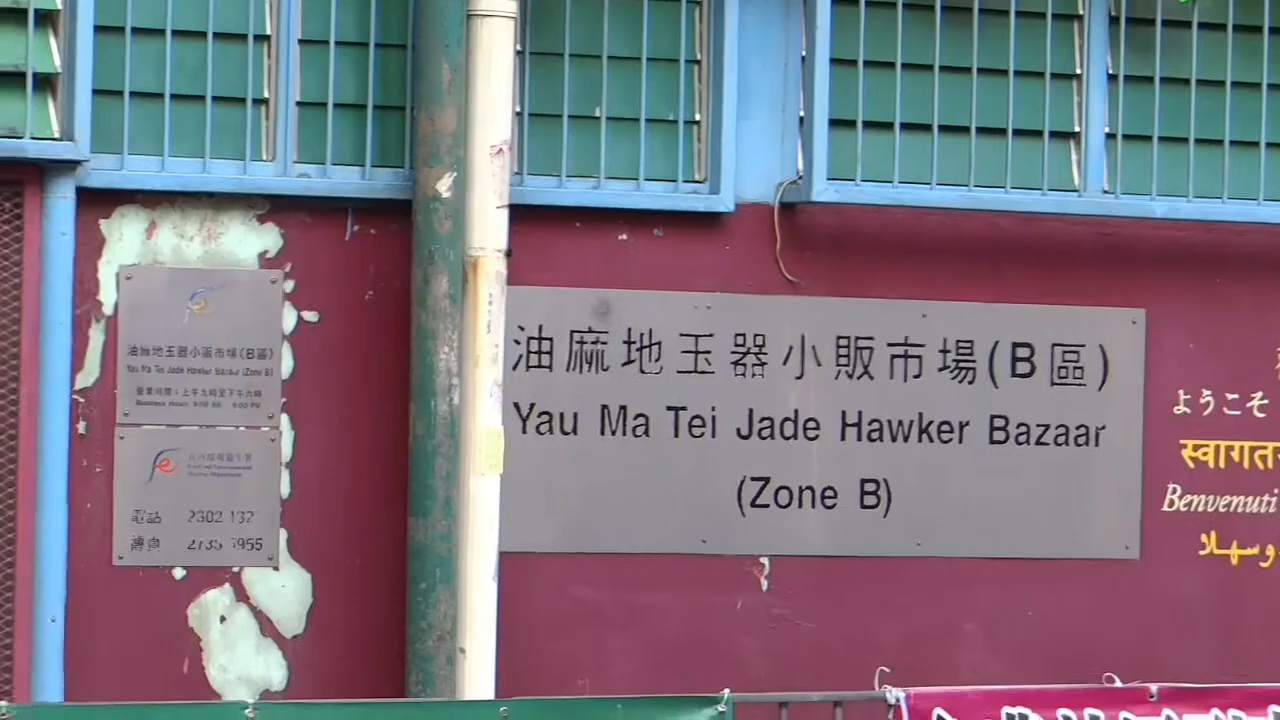 油麻地玉器小販市場(B區)
Yau Ma Tei Jade Hawker Bazaar (Zone B)
營業時間：上午九時至下午六時
Business Hours 9:00 AM 6:00 PM
食物環境衞生署
Food and Environmental
Hygiene Department
電話 2302 132
傳真 2735 955
油麻地玉器小販市場(B區)
Yau Ma Tei Jade Hawker Bazaar
(Zone B)
ようこそ
स्वागत
Benvenuti
وسهلا